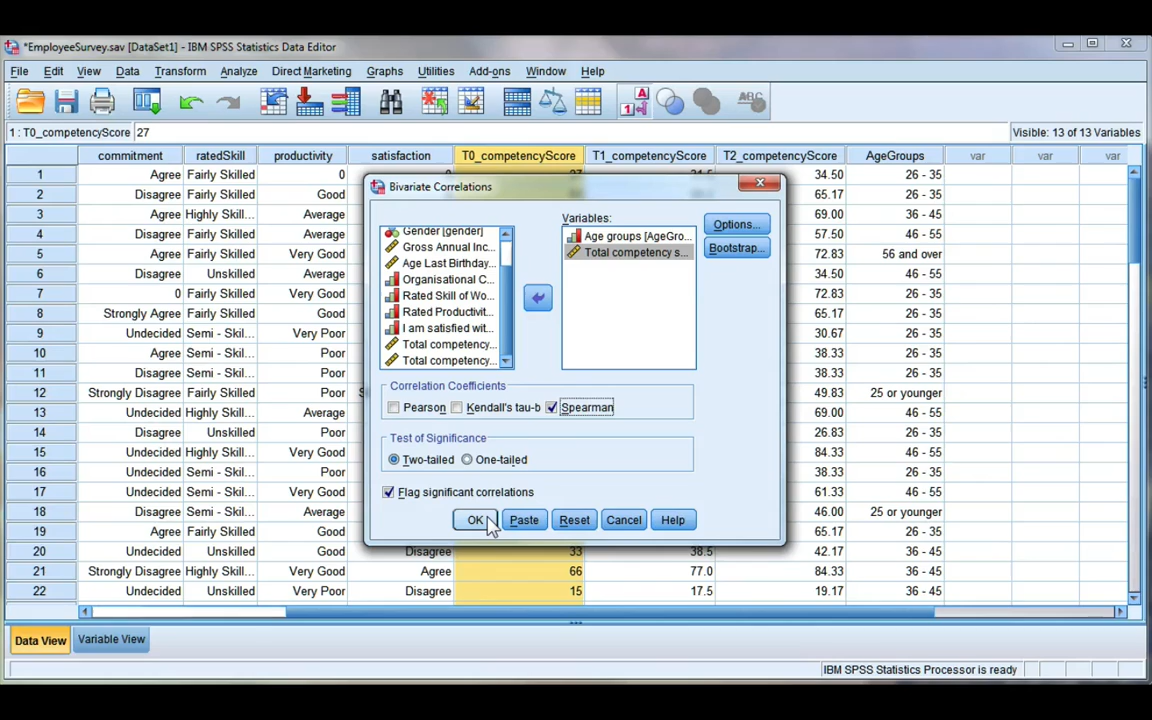 *EmployeeSurvey.sav [DataSet1] - IBM SPSS Statistics Data Editor
File Edit View Data Transform Analyze Direct Marketing Graphs Utilities Add-ons Window Help
1 : T0_competencyScore 27 Visible: 13 of 13 Variables
commitment ratedSkill productivity satisfaction T0_competencyScore T1_competencyScore T2_competencyScore AgeGroups var var var
1 Agree Fairly Skilled 0 34.50 26 - 35
2 Disagree Fairly Skilled Good 65.17 26 - 35
3 Agree Highly Skill... Average 69.00 26 - 35
4 Disagree Fairly Skilled Average 57.50 26 - 35
5 Agree Fairly Skilled Very Good 72.83 56 and over
6 Disagree Unskilled Average 34.50 46 - 55
7 0 Fairly Skilled Very Good 72.83 26 - 35
8 Strongly Agree Fairly Skilled Good 65.17 26 - 35
9 Undecided Semi - Skil... Very Poor 30.67 46 - 55
10 Agree Semi - Skil... Poor 38.33 26 - 35
11 Disagree Semi - Skil... Poor 38.33 26 - 35
12 Strongly Disagree Fairly Skilled Poor 49.83 25 or younger
13 Disagree Highly Skill... Average 69.00 46 - 55
14 Disagree Unskilled Poor 26.83 26 - 35
15 Undecided Highly Skill... Very Good 84.33 46 - 55
16 Agree Semi - Skil... Poor 38.33 26 - 35
17 Undecided Semi - Skil... Very Good 61.33 46 - 55
18 Disagree Semi - Skil... Average 46.00 25 or younger
19 Agree Fairly Skilled Good 65.17 26 - 35
20 Undecided Unskilled Good Disagree 33 38.5 42.17 36 - 45
21 Strongly Disagree Highly Skill... Very Good Agree 66 77.0 84.33 36 - 45
22 Undecided Unskilled Very Poor Disagree 15 17.5 19.17 36 - 45
Bivariate Correlations
Gender [gender]
Gross Annual Inc...
Age Last Birthday...
Organisational C...
Rated Skill of Wo...
Rated Productivit...
I am satisfied wit...
Total competency...
Total competency...
Variables:
Age groups [AgeGro...
Total competency s...
Options...
Bootstrap...
Correlation Coefficients
Pearson Kendall's tau-b Spearman
Test of Significance
Two-tailed One-tailed
Flag significant correlations
OK Paste Reset Cancel Help
Data View Variable View
IBM SPSS Statistics Processor is ready